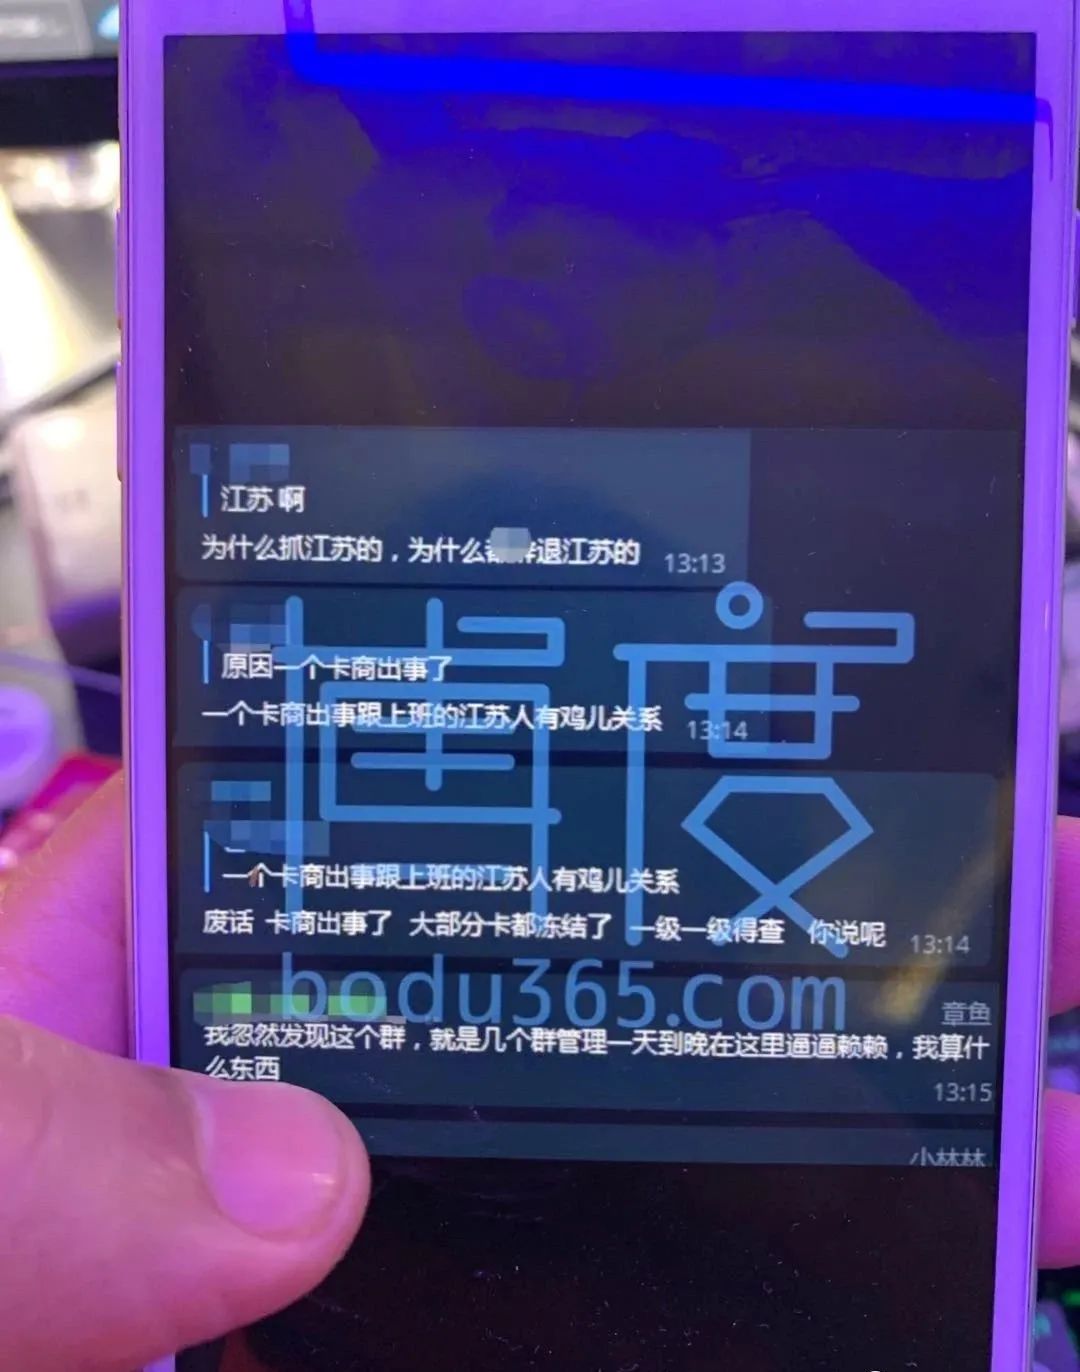 江苏 啊
为什么抓江苏的，为什么 退江苏的
13:13
原因一个卡商出事了
一个卡商出事跟上班的江苏人有鸡儿关系
13:14
一个卡商出事跟上班的江苏人有鸡儿关系
废话 卡商出事了 大部分卡都冻结了 一级一级得查 你说呢
13:14
博度
bodu365.com
章鱼
我忽然发现这个群，就是几个群管理一天到晚在这里逼逼赖赖，我算什
么东西
13:15
小林林